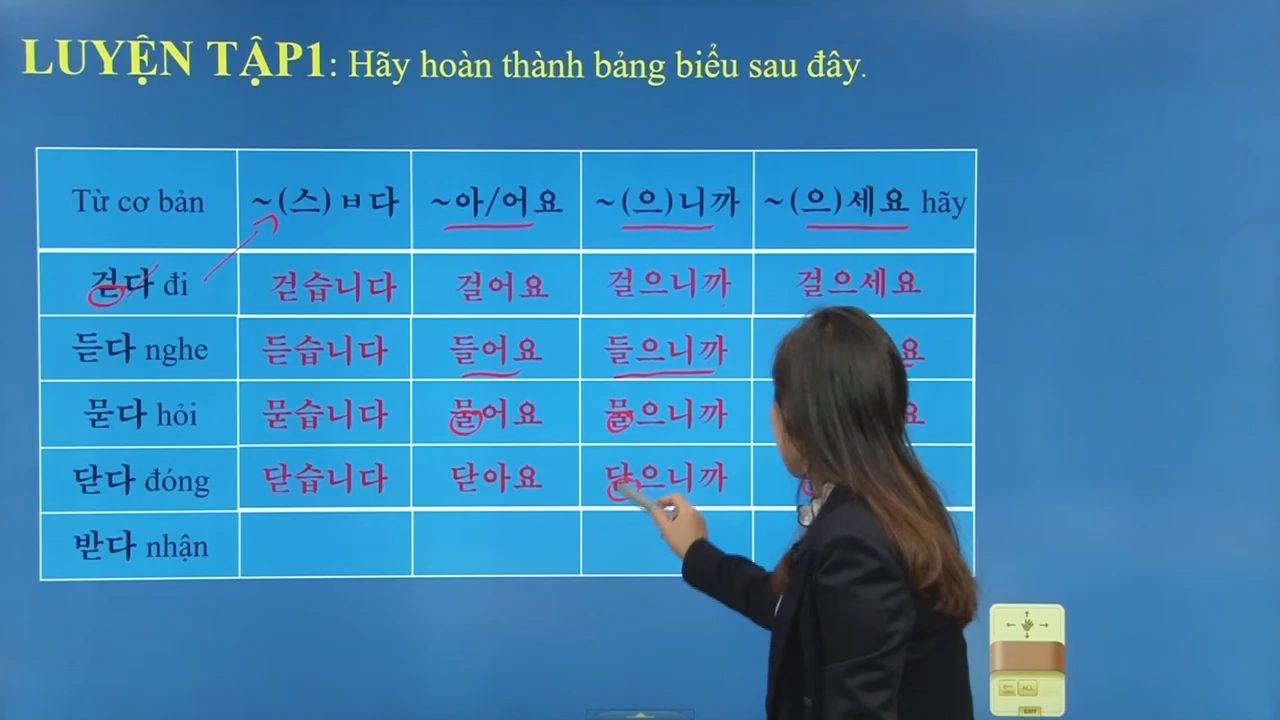 LUYỆN TẬP1: Hãy hoàn thành bảng biểu sau đây.
Từ cơ bản ~(스)ㅂ다 ~아/어요 ~(으)니까 ~(으)세요 hãy
걷다 đi 걷습니다 걸어요 걸으니까 걸으세요
듣다 nghe 듣습니다 들어요 들으니까 요
묻다 hỏi 묻습니다 물어요 물으니까 요
닫다 đóng 닫습니다 닫아요 닫으니까
받다 nhận
ALL